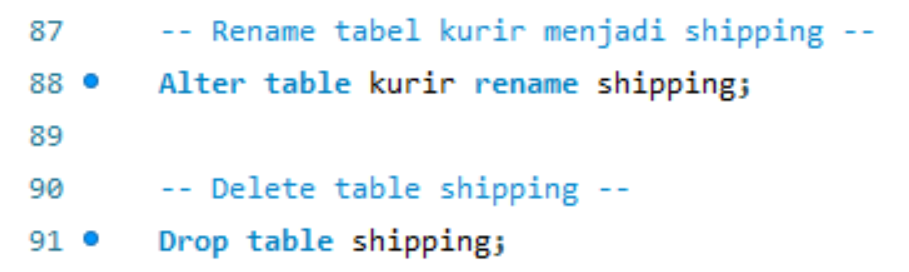 87 -- Rename tabel kurir menjadi shipping --
88 Alter table kurir rename shipping;
89
90 -- Delete table shipping --
91 Drop table shipping;